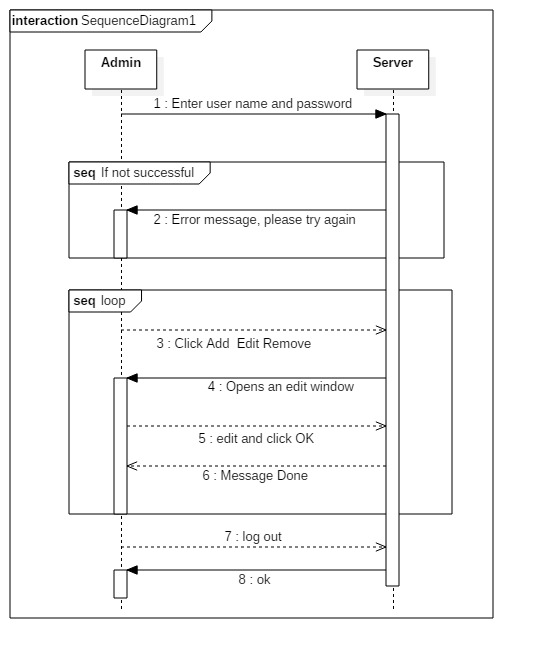 interaction SequenceDiagram1
Admin
Server
1 : Enter user name and password
seq If not successful
2 : Error message, please try again
seq loop
3 : Click Add  Edit Remove
4 : Opens an edit window
5 : edit and click OK
6 : Message Done
7 : log out
8 : ok